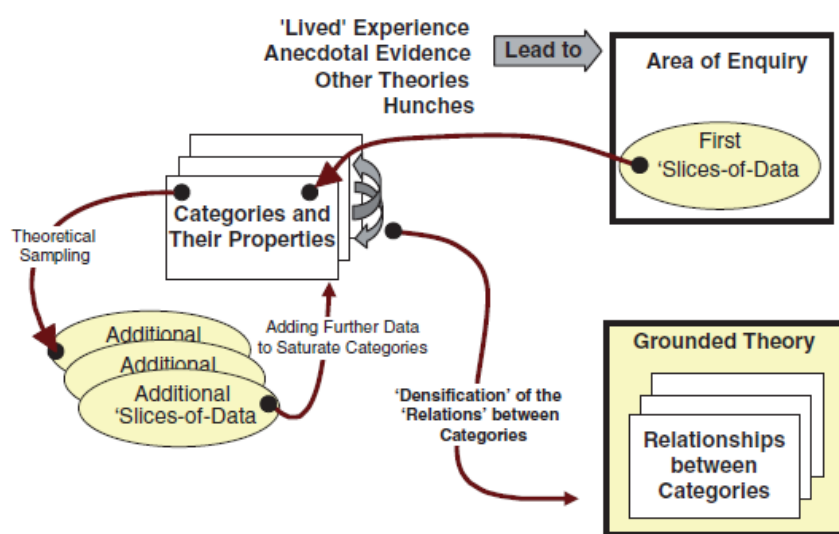 'Lived' Experience
Anecdotal Evidence
Other Theories
Hunches
Lead to
Area of Enquiry
First
‘Slices-of-Data
Categories and
Their Properties
Theoretical
Sampling
Additional
Additional
Additional
‘Slices-of-Data
Adding Further Data
to Saturate Categories
‘Densification’ of the
‘Relations’ between
Categories
Grounded Theory
Relationships
between
Categories